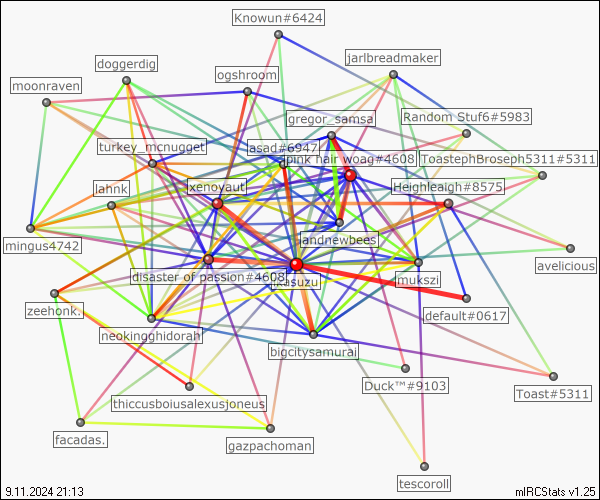 Knowun#6424
jarlbreadmaker
doggerdig
ogshroom
moonraven
gregor_samsa
Random Stuf6#5983
turkey_mcnugget
asad#6947
pink hair woag#4608
ToastephBroseph5311#5311
lahnk
xenoyaut
Heighleaigh#8575
mingus4742
jandnewbees
avelicious
disaster of passion#4608
mukszi
zeehonk.
default#0617
neokingghidorah
bigcitysamurai
Duck™#9103
Toast#5311
thiccusboiusalexusjoneus
facadas.
gazpachoman
tescoroll
9.11.2024 21:13
mIRCStats v1.25